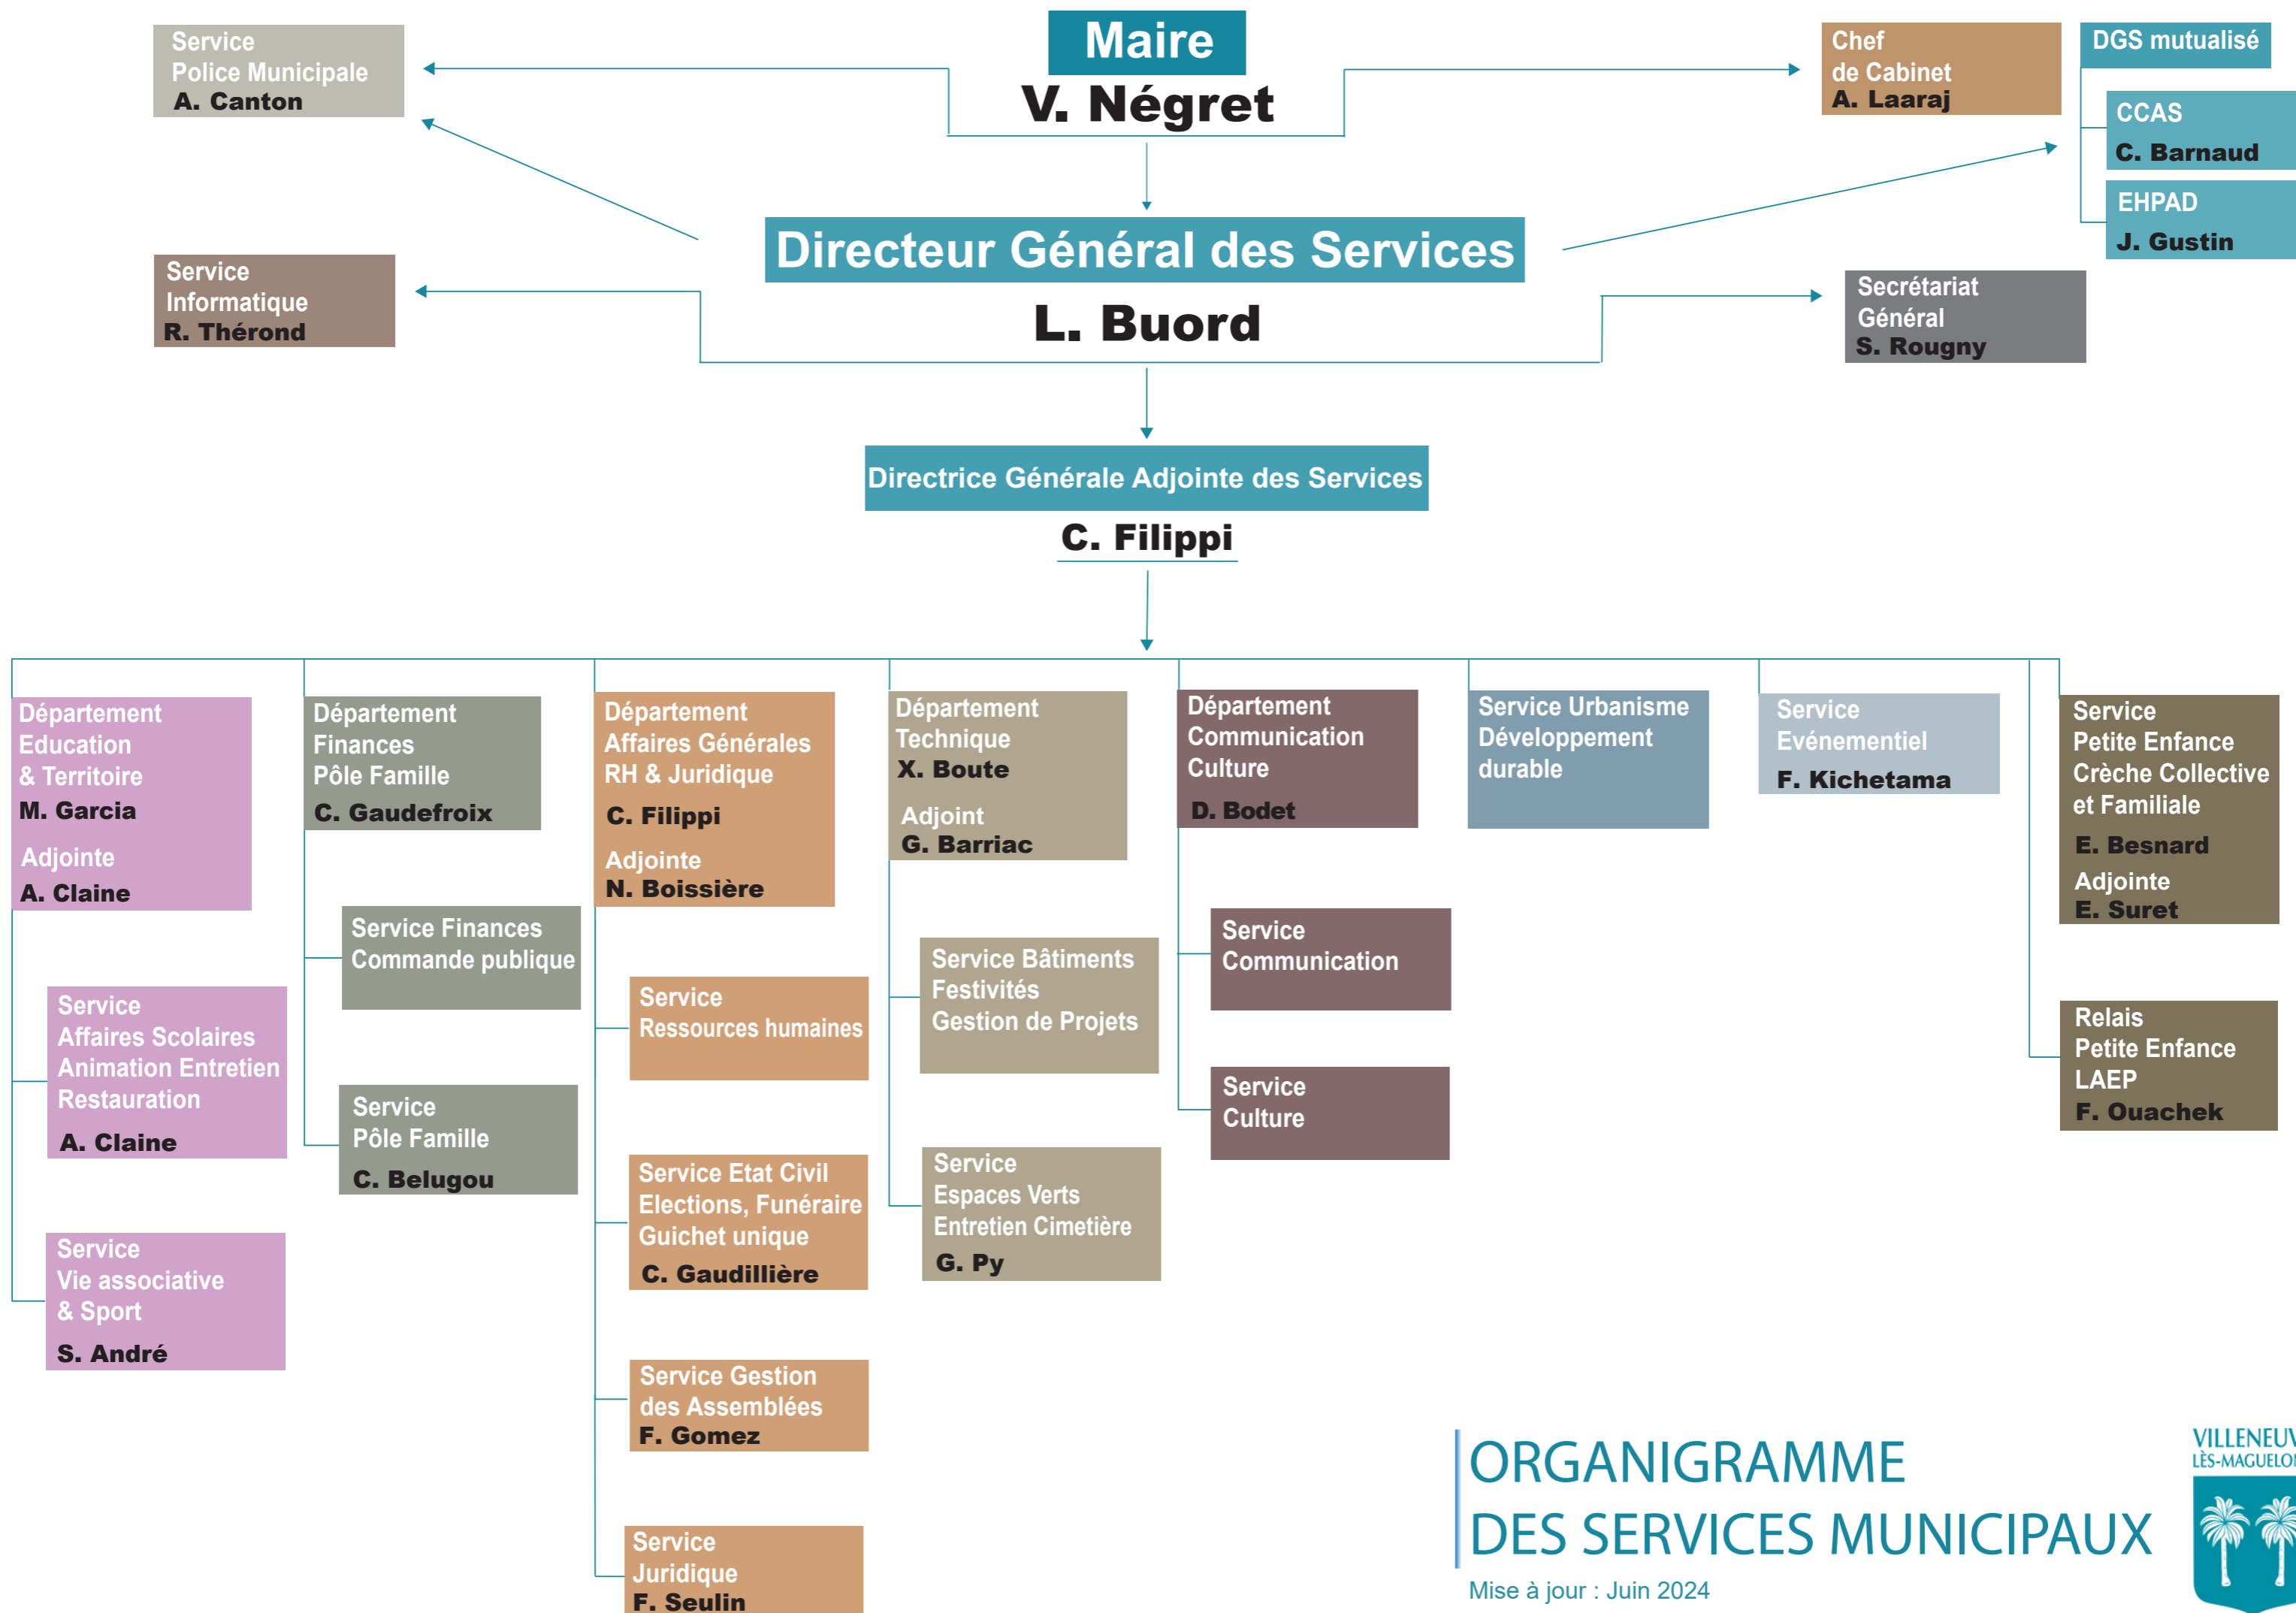 Maire
V. Négret
Service
Police Municipale
A. Canton
Chef
de Cabinet
A. Laaraj
DGS mutualisé
CCAS
C. Barnaud
EHPAD
J. Gustin
Directeur Général des Services
L. Buord
Service
Informatique
R. Thérond
Secrétariat
Général
S. Rougny
Directrice Générale Adjointe des Services
C. Filippi
Département
Education
& Territoire
M. Garcia
Adjointe
A. Claine
Service
Affaires Scolaires
Animation Entretien
Restauration
A. Claine
Service
Vie associative
& Sport
S. André
Département
Finances
Pôle Famille
C. Gaudefroix
Service Finances
Commande publique
Service
Pôle Famille
C. Belugou
Département
Affaires Générales
RH & Juridique
C. Filippi
Adjointe
N. Boissière
Service
Ressources humaines
Service Etat Civil
Elections, Funéraire
Guichet unique
C. Gaudillière
Service Gestion
des Assemblées
F. Gomez
Service
Juridique
F. Seulin
Département
Technique
X. Boute
Adjoint
G. Barriac
Service Bâtiments
Festivités
Gestion de Projets
Service
Espaces Verts
Entretien Cimetière
G. Py
Département
Communication
Culture
D. Bodet
Service
Communication
Service
Culture
Service Urbanisme
Développement
durable
Service
Evénementiel
F. Kichetama
Service
Petite Enfance
Crèche Collective
et Familiale
E. Besnard
Adjointe
E. Suret
Relais
Petite Enfance
LAEP
F. Ouachek
ORGANIGRAMME
DES SERVICES MUNICIPAUX
Mise à jour : Juin 2024
VILLENEUV
LÈS-MAGUELON